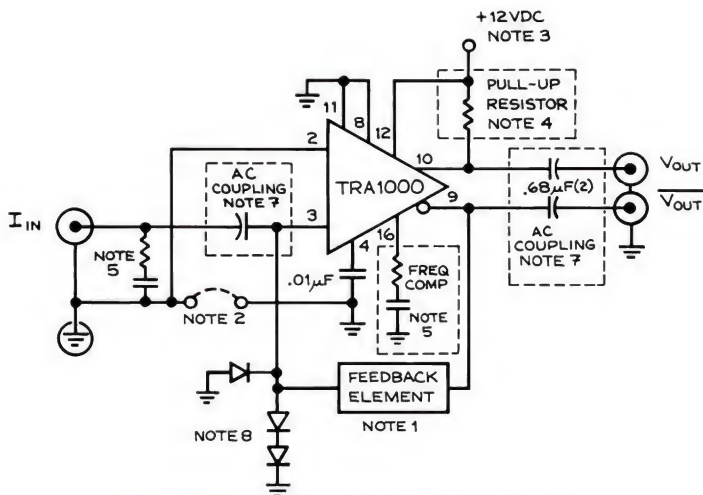 +12VDC
NOTE 3
PULL-UP
RESISTOR
NOTE 4
11
8
12
2
10
VOUT
AC
COUPLING
NOTE 7
TRA1000
.68µF(2)
9
VOUT
IIN
3
16
4
AC
COUPLING
NOTE 7
NOTE
5
.01µF
FREQ
COMP
NOTE 2
NOTE
5
FEEDBACK
ELEMENT
NOTE 8
NOTE 1